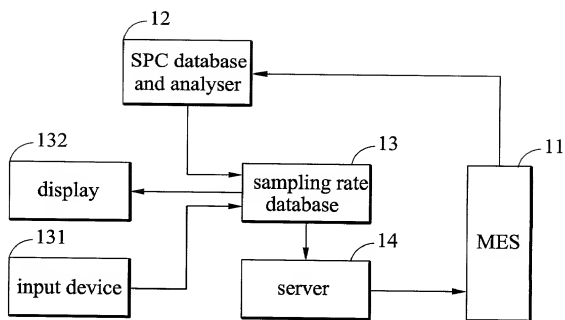 12
SPC database
and analyser
132
display
13
sampling rate
database
11
MES
131
input device
14
server